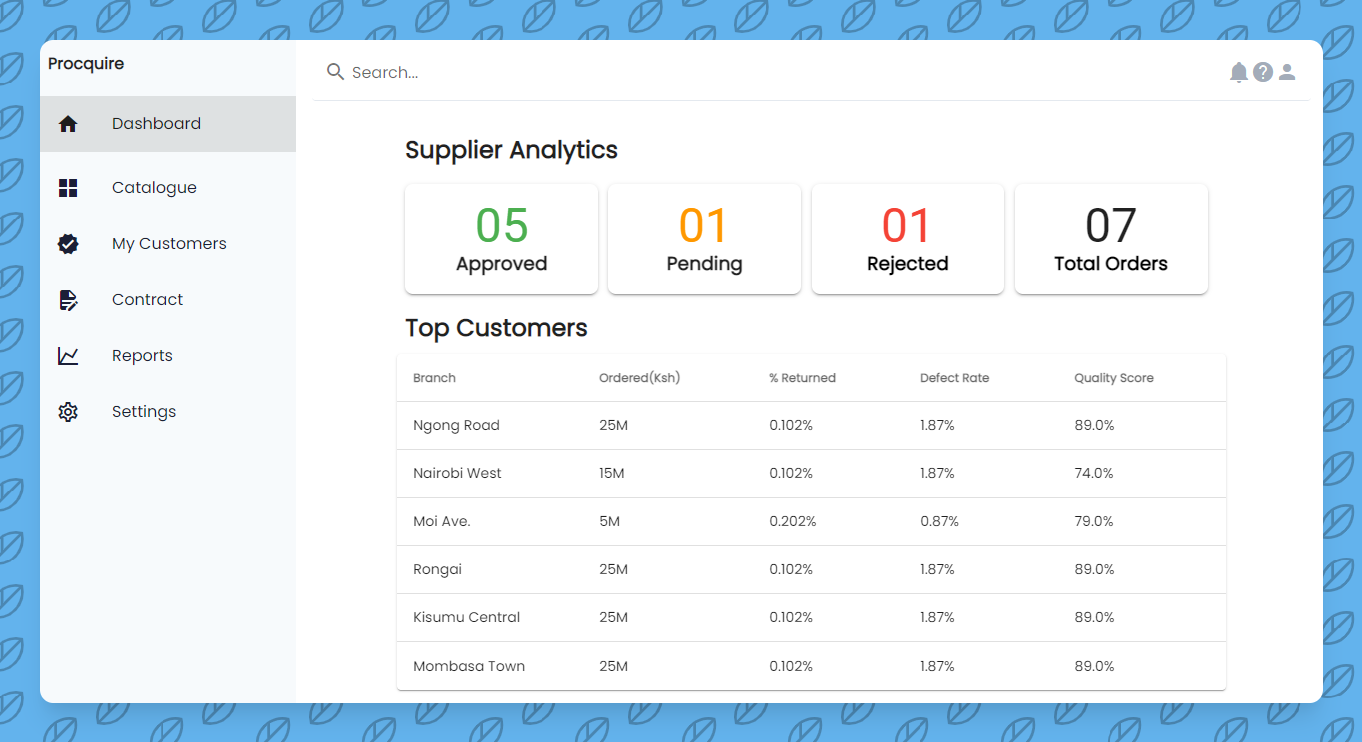 Procquire
Search...
Dashboard
Catalogue
My Customers
Contract
Reports
Settings
Supplier Analytics
05 01 01 07
Approved Pending Rejected Total Orders
Top Customers
Branch Ordered(Ksh) % Returned Defect Rate Quality Score
Ngong Road 25M 0.102% 1.87% 89.0%
Nairobi West 15M 0.102% 1.87% 74.0%
Moi Ave. 5M 0.202% 0.87% 79.0%
Rongai 25M 0.102% 1.87% 89.0%
Kisumu Central 25M 0.102% 1.87% 89.0%
Mombasa Town 25M 0.102% 1.87% 89.0%